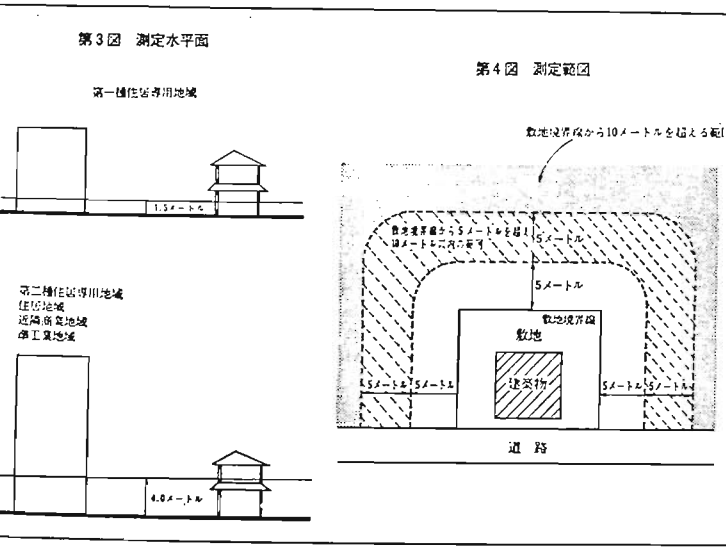 第3図 測定水平面
第一種住居専用地域
1.5メートル
第二種住居専用地域
住居地域
近隣商業地域
準工業地域
4.0メートル
第4図 測定範囲
敷地境界線から10メートルを超える範
敷地境界線から5メートルを超え
10メートル以内の範囲
5メートル
5メートル
敷地境界線
敷地
建築物
5メートル
5メートル
5メートル
5メートル
道路